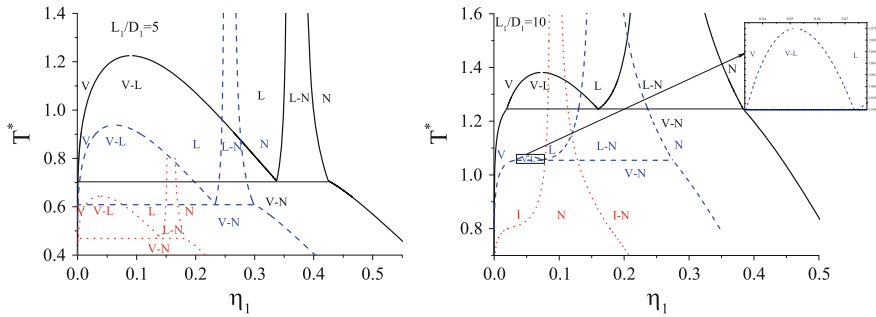 L₁/D₁=5
1.4
1.2
1.0
0.8
0.6
0.4
T*
0.0 0.1 0.2 0.3 0.4 0.5
η₁
V V-L L L-N N
V V-L L L-N N
V V-L L N
L-N
V-N
V-N
V-N
L₁/D₁=10
1.6
1.4
1.2
1.0
0.8
T*
0.0 0.1 0.2 0.3 0.4 0.5
η₁
V V-L L L-N N
V-N
V V-L L L-N N
V-N
I N I-N
V V-L L